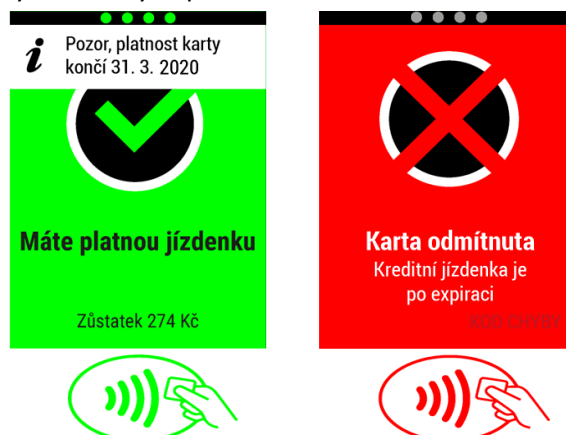 Pozor, platnost karty
končí 31. 3. 2020
Máte platnou jízdenku
Zůstatek 274 Kč
Karta odmítnuta
Kreditní jízdenka je
po expiraci
KOD CHYBY